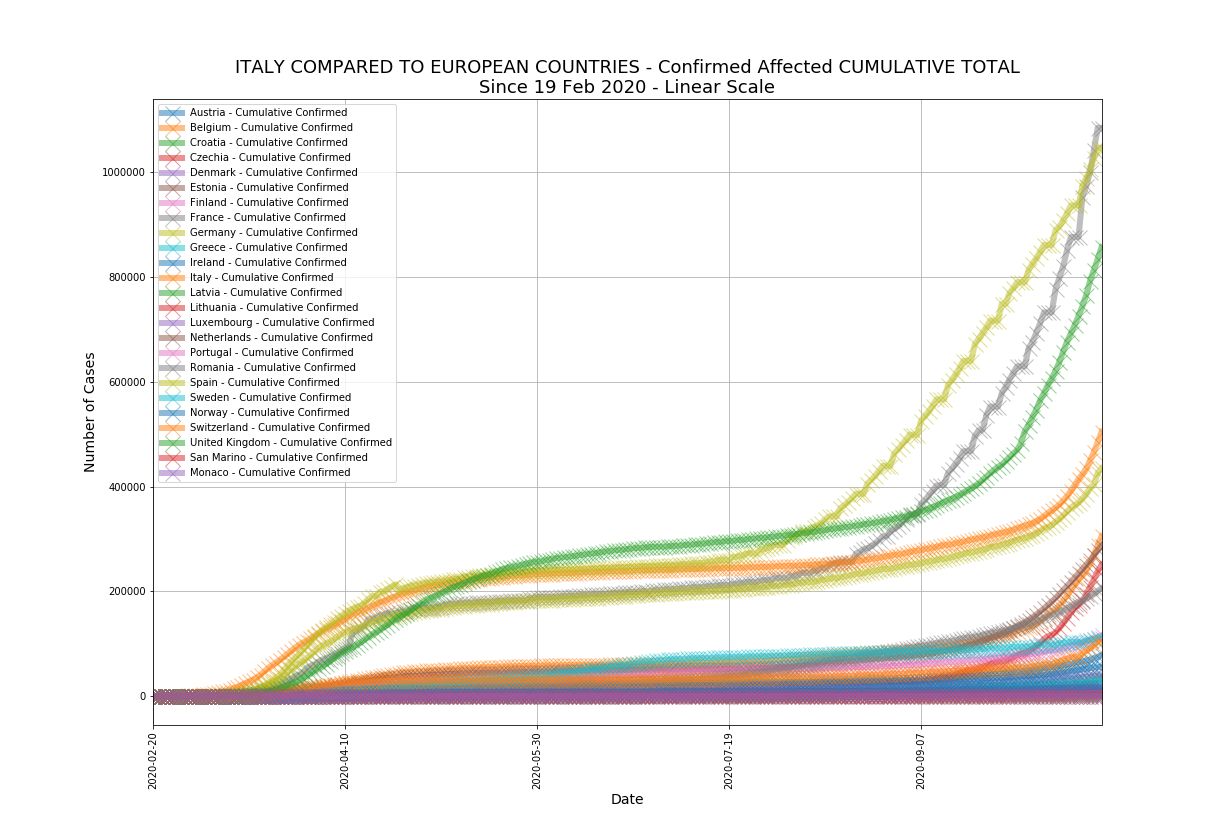 ITALY COMPARED TO EUROPEAN COUNTRIES - Confirmed Affected CUMULATIVE TOTAL
Since 19 Feb 2020 - Linear Scale
Austria - Cumulative Confirmed
Belgium - Cumulative Confirmed
Croatia - Cumulative Confirmed
Czechia - Cumulative Confirmed
Denmark - Cumulative Confirmed
Estonia - Cumulative Confirmed
Finland - Cumulative Confirmed
France - Cumulative Confirmed
Germany - Cumulative Confirmed
Greece - Cumulative Confirmed
Ireland - Cumulative Confirmed
Italy - Cumulative Confirmed
Latvia - Cumulative Confirmed
Lithuania - Cumulative Confirmed
Luxembourg - Cumulative Confirmed
Netherlands - Cumulative Confirmed
Portugal - Cumulative Confirmed
Romania - Cumulative Confirmed
Spain - Cumulative Confirmed
Sweden - Cumulative Confirmed
Norway - Cumulative Confirmed
Switzerland - Cumulative Confirmed
United Kingdom - Cumulative Confirmed
San Marino - Cumulative Confirmed
Monaco - Cumulative Confirmed
Number of Cases
1000000
800000
600000
400000
200000
0
2020-02-20
2020-04-10
2020-05-30
2020-07-19
2020-09-07
Date